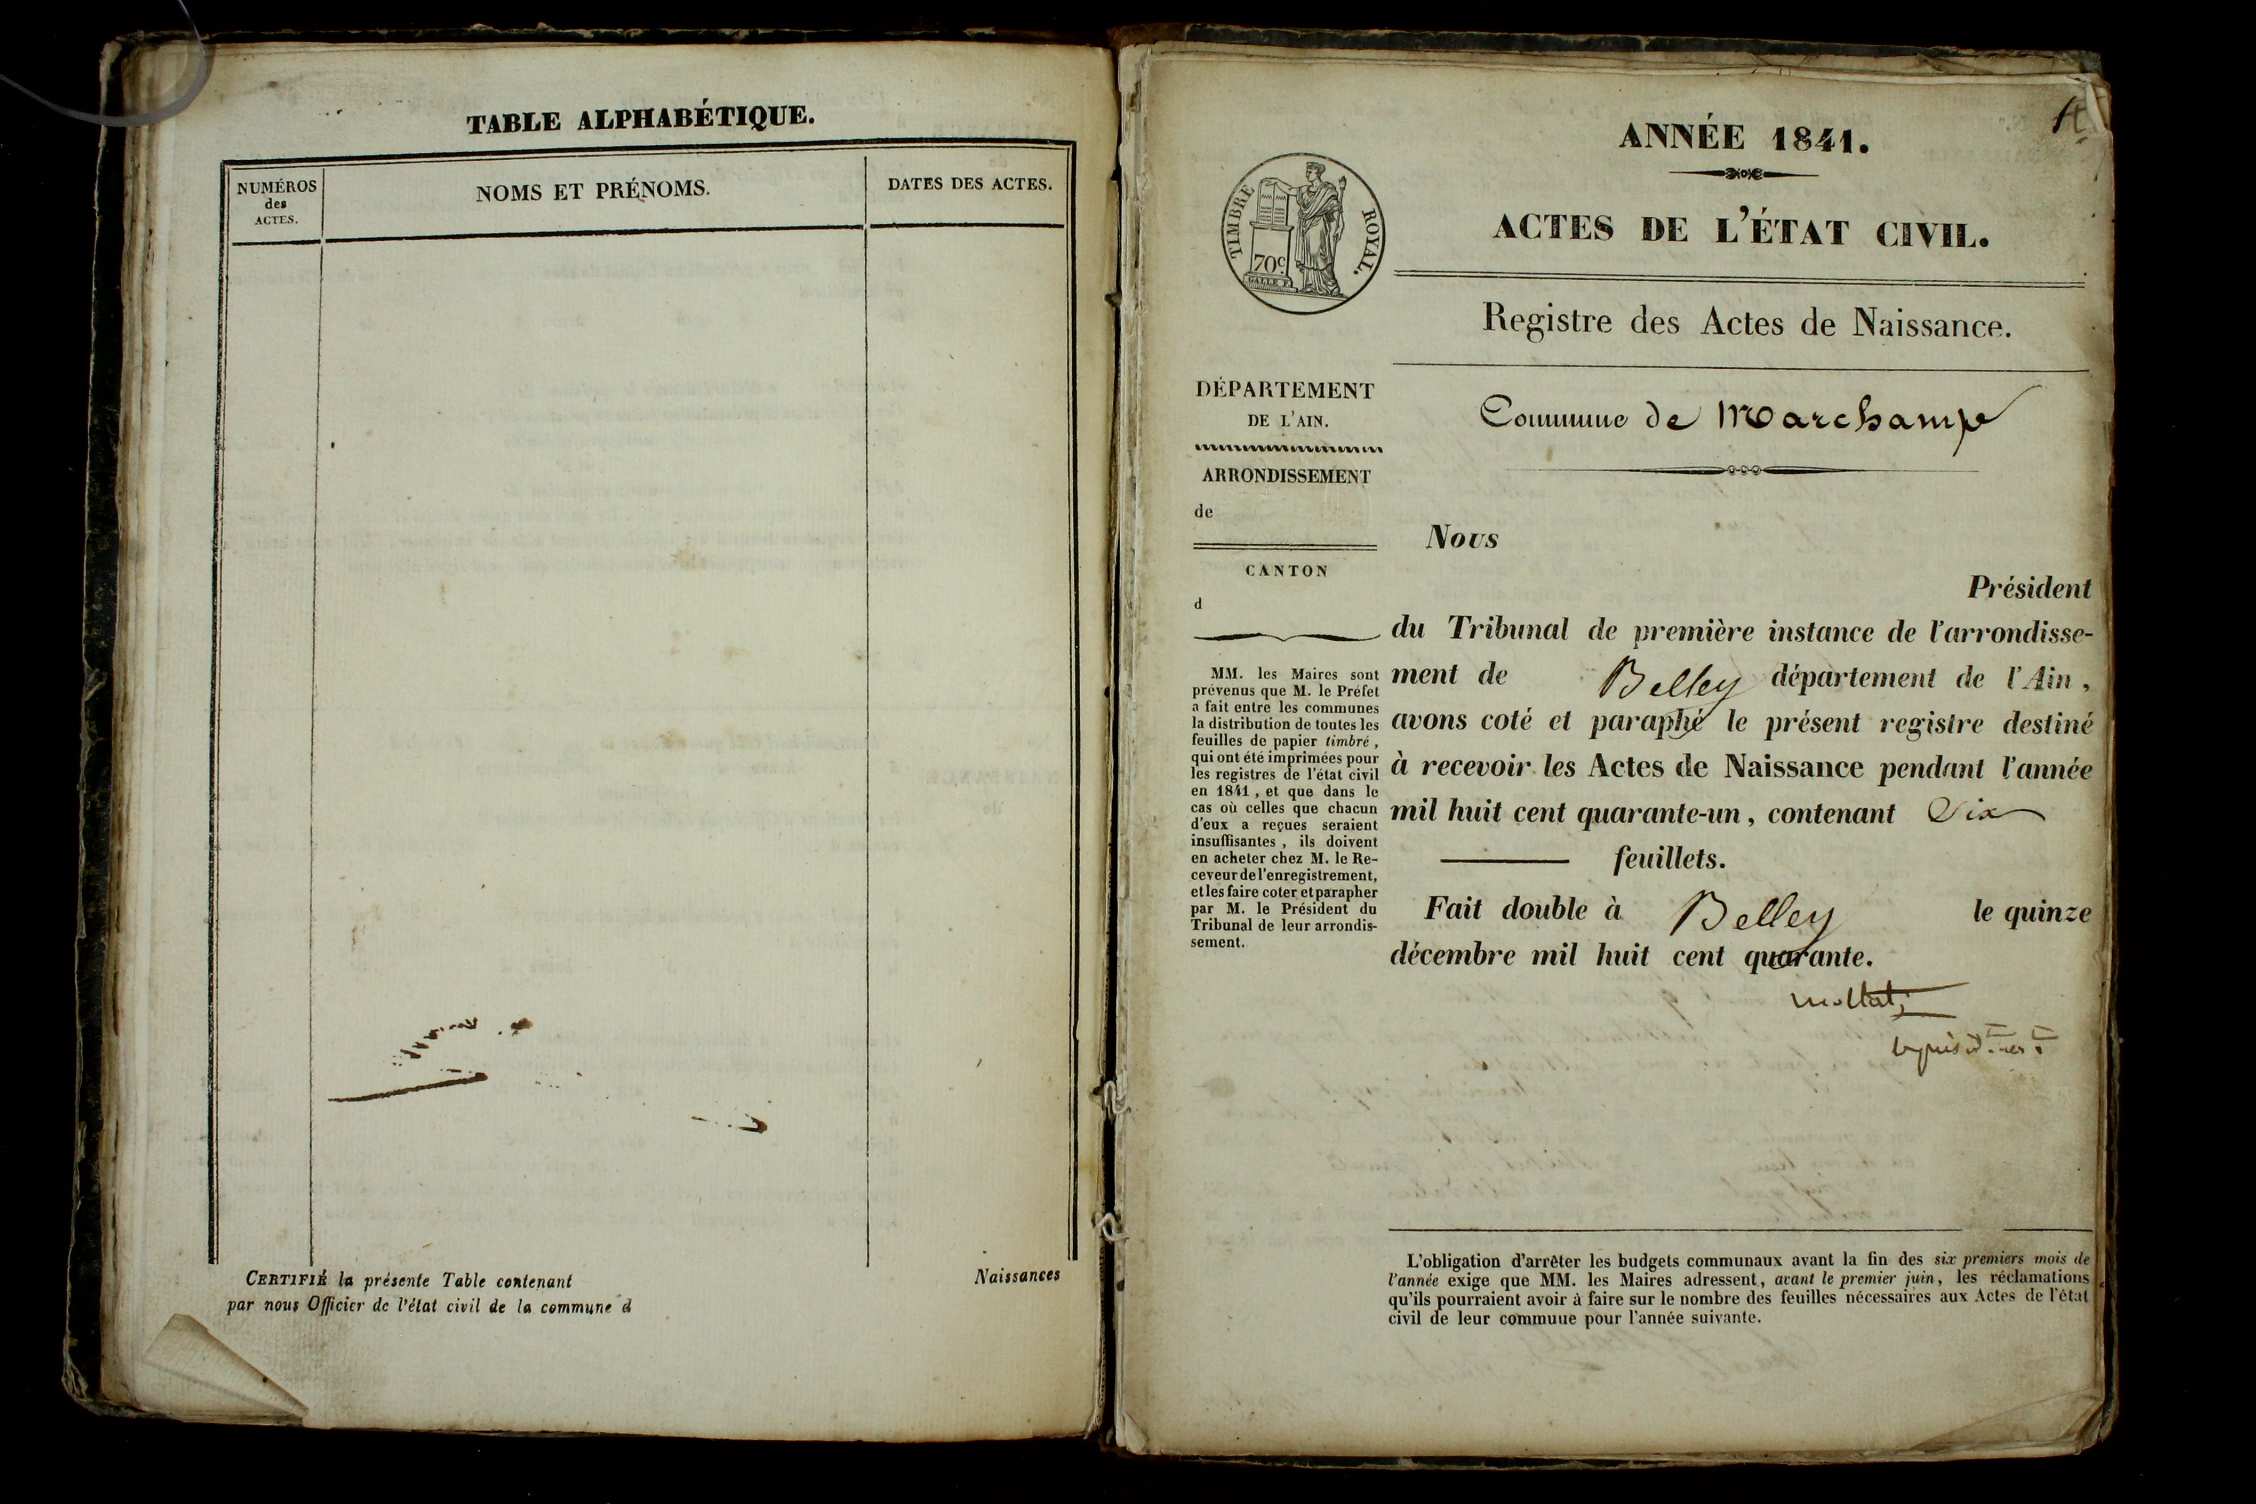 TABLE ALPHABÉTIQUE.
NUMÉROS
des
ACTES.
NOMS ET PRÉNOMS.
DATES DES ACTES.
CERTIFIÉ la présente Table contenant Naissances
par nous Officier de l'état civil de la commune d
ANNÉE 1841.
ACTES DE L'ÉTAT CIVIL.
TIMBRE ROYAL.
70c
GALLE F.
Registre des Actes de Naissance.
DÉPARTEMENT
DE L'AIN.
ARRONDISSEMENT
de
CANTON
d
MM. les Maires sont
prévenus que M. le Préfet
a fait entre les communes
la distribution de toutes les
feuilles de papier timbré,
qui ont été imprimées pour
les registres de l'état civil
en 1841, et que dans le
cas où celles que chacun
d'eux a reçues seraient
insuffisantes, ils doivent
en acheter chez M. le Re-
ceveur de l'enregistrement,
et les faire coter et parapher
par M. le Président du
Tribunal de leur arrondis-
sement.
Commune de Marchamp
Nous
Président
du Tribunal de première instance de l'arrondisse-
ment de Belley département de l'Ain,
avons coté et paraphé le présent registre destiné
à recevoir les Actes de Naissance pendant l'année
mil huit cent quarante-un, contenant Six
feuillets.
Fait double à Belley le quinze
décembre mil huit cent quarante.
L'obligation d'arrêter les budgets communaux avant la fin des six premiers mois de
l'année exige que MM. les Maires adressent, avant le premier juin, les réclamations
qu'ils pourraient avoir à faire sur le nombre des feuilles nécessaires aux Actes de l'état
civil de leur commuue pour l'année suivante.